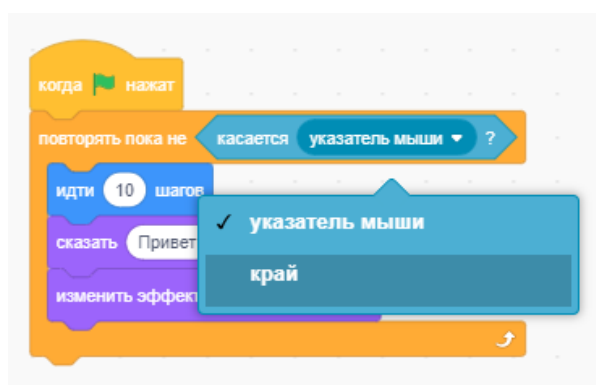 когда нажат
повторять пока не касается указатель мыши ?
идти 10 шагов
✓ указатель мыши
сказать Привет
край
изменить эффект